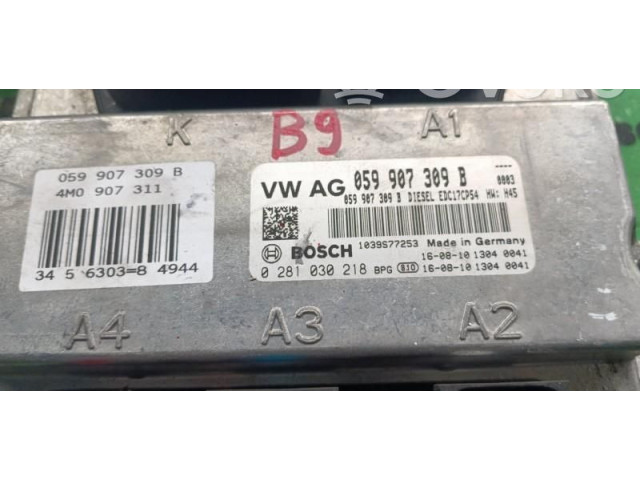 K B9 A1
059 907 309 B
4M0 907 311
34 5 6303=8 4944
VW AG 059 907 309 B 0003
059 907 309 B DIESEL EDC17CP54 HW: H45
BOSCH 1039S77253 Made in Germany
16-08-10 1304 0041
0 281 030 218 BPG 610 16-08-10 1304 0041
A4 A3 A2